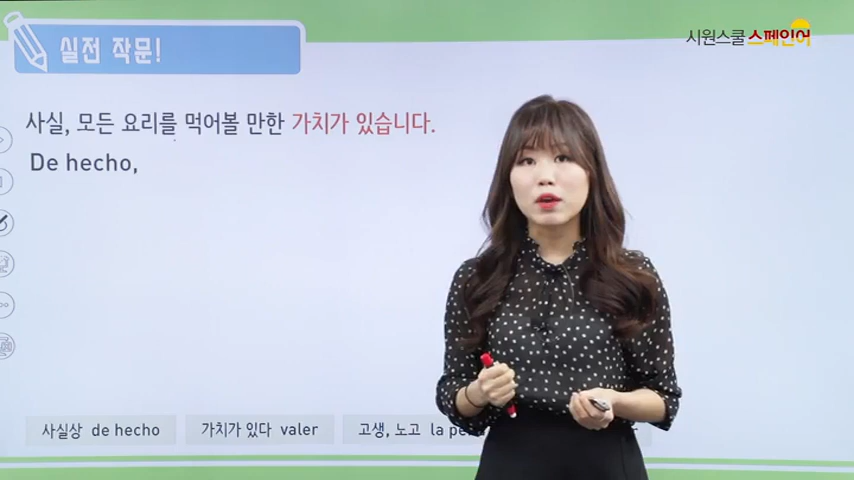 실전 작문!
시원스쿨 스페인어
사실, 모든 요리를 먹어볼 만한 가치가 있습니다.
De hecho,
사실상 de hecho
가치가 있다 valer
고생, 노고 la pe